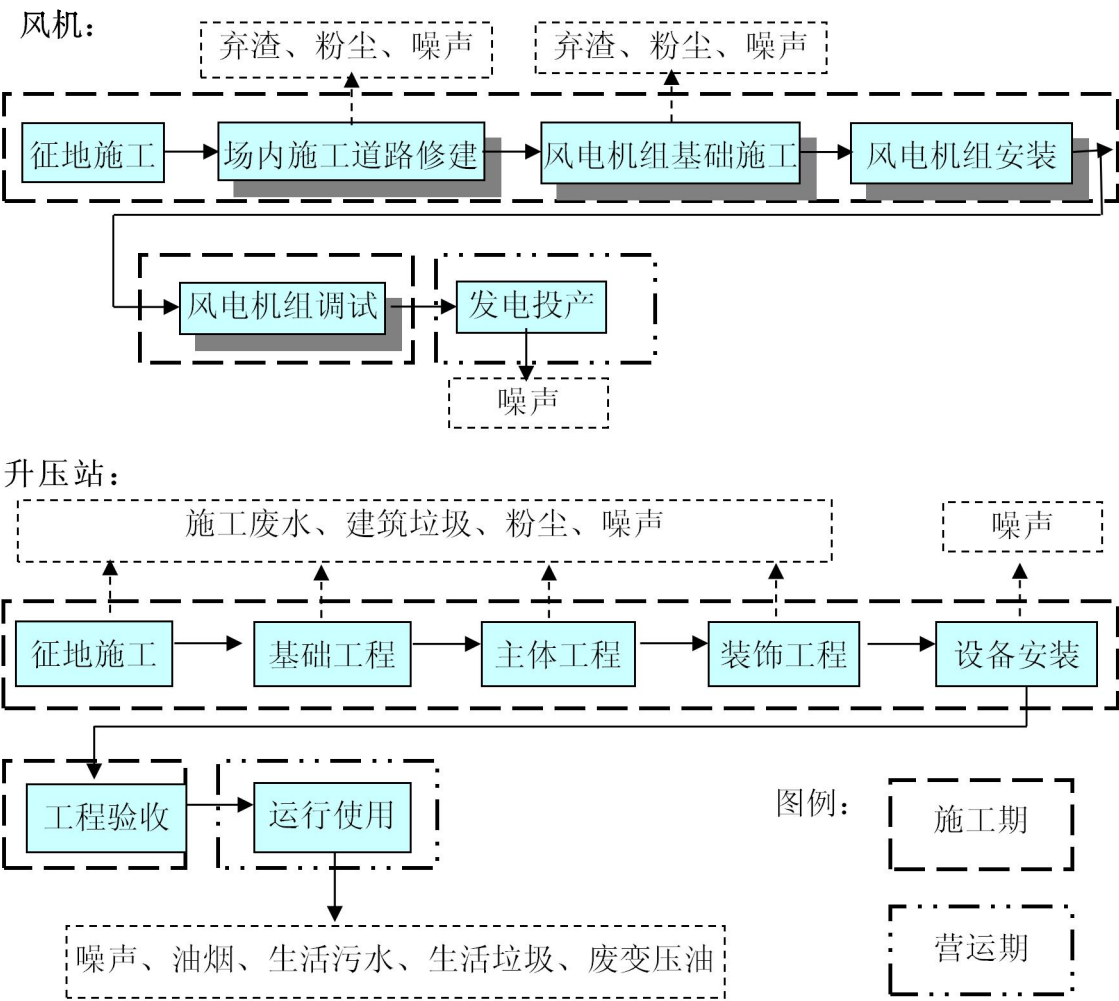 风机：
弃渣、粉尘、噪声
弃渣、粉尘、噪声
征地施工
场内施工道路修建
风电机组基础施工
风电机组安装
风电机组调试
发电投产
噪声
升压站：
施工废水、建筑垃圾、粉尘、噪声
噪声
征地施工
基础工程
主体工程
装饰工程
设备安装
工程验收
运行使用
图例：
施工期
营运期
噪声、油烟、生活污水、生活垃圾、废变压油